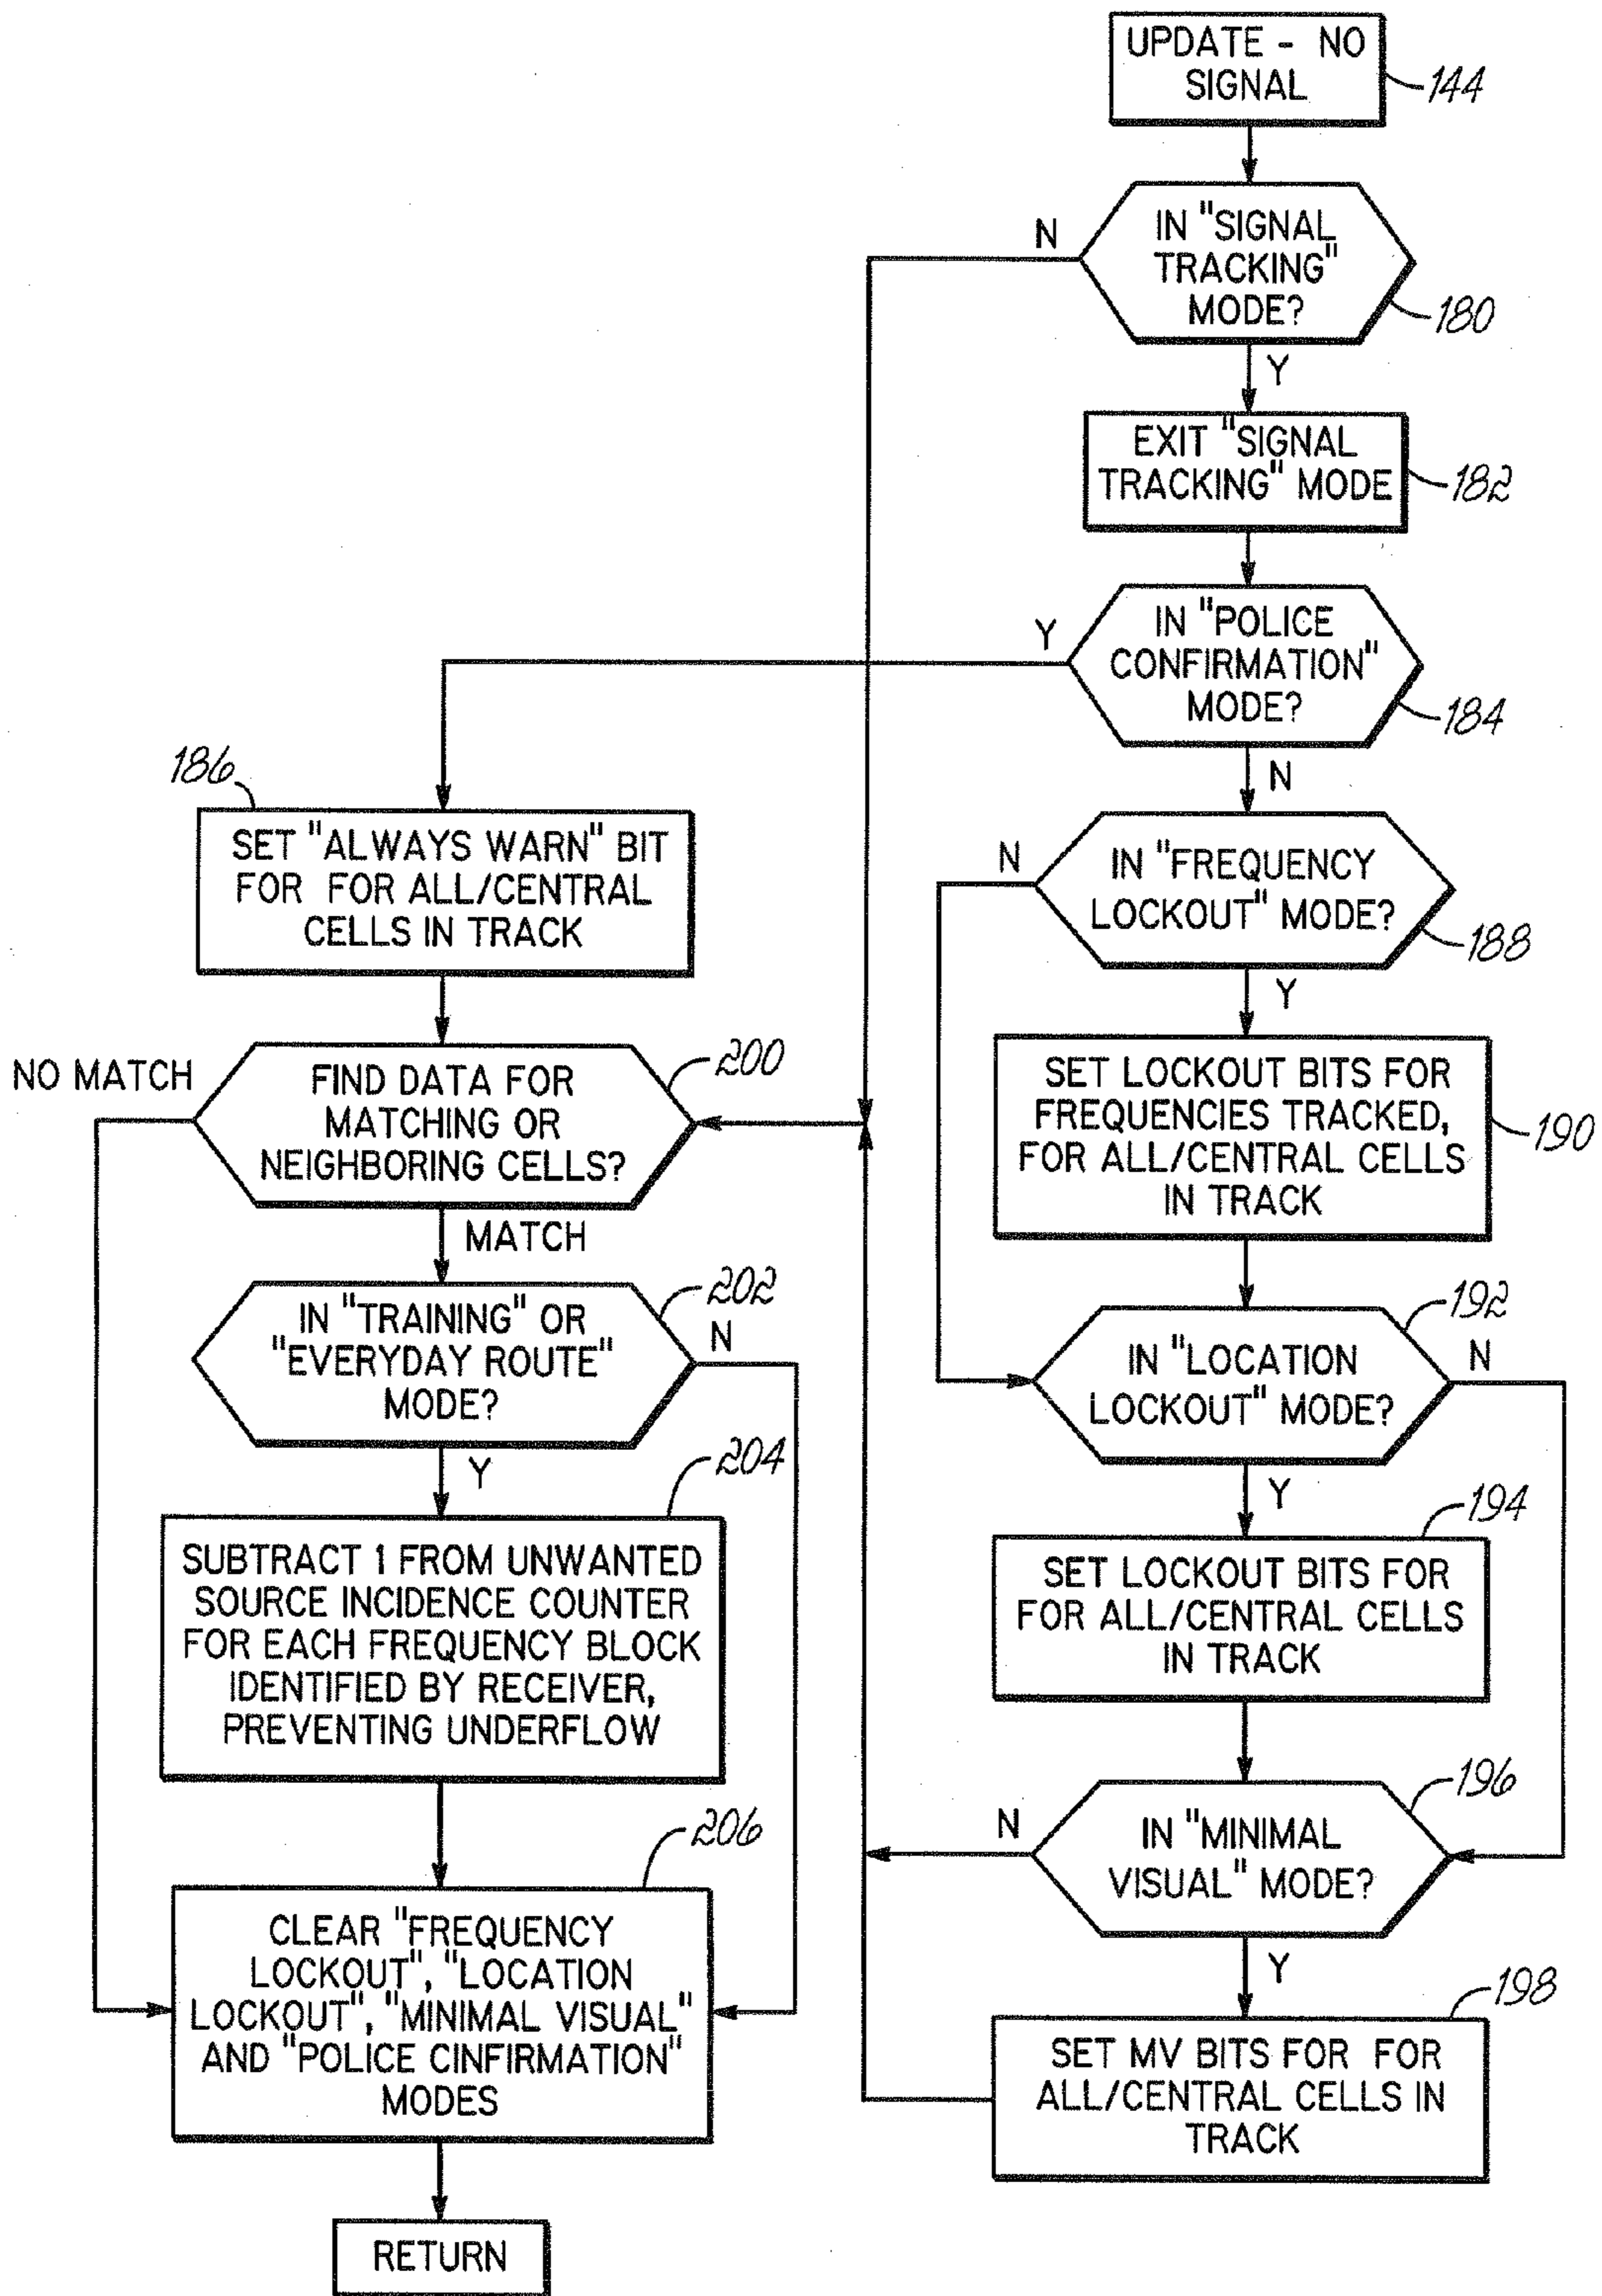 UPDATE - NO
SIGNAL
144
IN "SIGNAL
TRACKING"
MODE?
180
N
Y
EXIT "SIGNAL
TRACKING" MODE
182
IN "POLICE
CONFIRMATION"
MODE?
184
Y
N
186
SET "ALWAYS WARN" BIT
FOR FOR ALL/CENTRAL
CELLS IN TRACK
IN "FREQUENCY
LOCKOUT" MODE?
188
N
Y
SET LOCKOUT BITS FOR
FREQUENCIES TRACKED,
FOR ALL/CENTRAL CELLS
IN TRACK
190
IN "LOCATION
LOCKOUT" MODE?
192
N
Y
SET LOCKOUT BITS FOR
FOR ALL/CENTRAL CELLS
IN TRACK
194
IN "MINIMAL
VISUAL" MODE?
196
N
Y
SET MV BITS FOR FOR
ALL/CENTRAL CELLS IN
TRACK
198
FIND DATA FOR
MATCHING OR
NEIGHBORING CELLS?
200
NO MATCH
MATCH
IN "TRAINING" OR
"EVERYDAY ROUTE"
MODE?
202
N
Y
SUBTRACT 1 FROM UNWANTED
SOURCE INCIDENCE COUNTER
FOR EACH FREQUENCY BLOCK
IDENTIFIED BY RECEIVER,
PREVENTING UNDERFLOW
204
CLEAR "FREQUENCY
LOCKOUT", "LOCATION
LOCKOUT", "MINIMAL VISUAL"
AND "POLICE CINFIRMATION"
MODES
206
RETURN